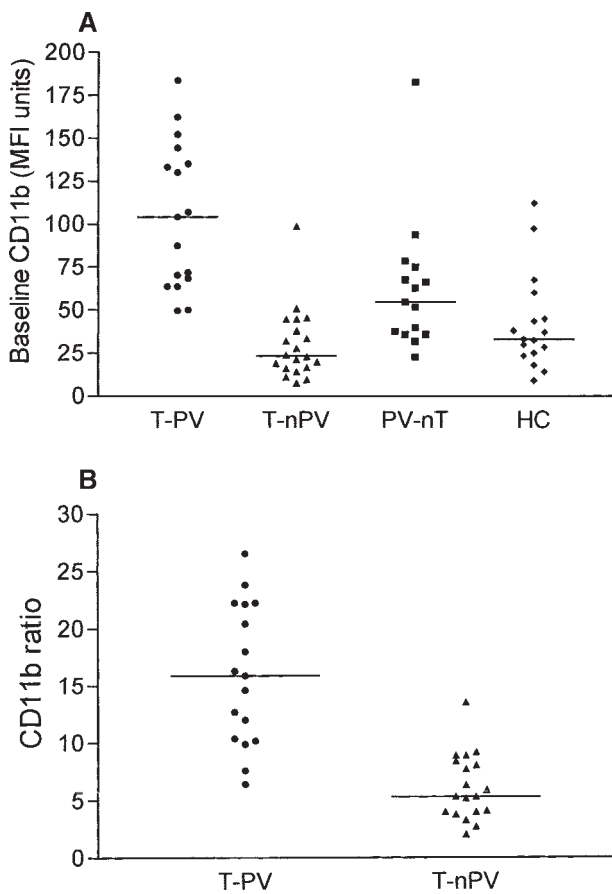 A
Baseline CD11b (MFI units)
200
175
150
125
100
75
50
25
0
T-PV T-nPV PV-nT HC
B
CD11b ratio
30
25
20
15
10
5
0
T-PV T-nPV